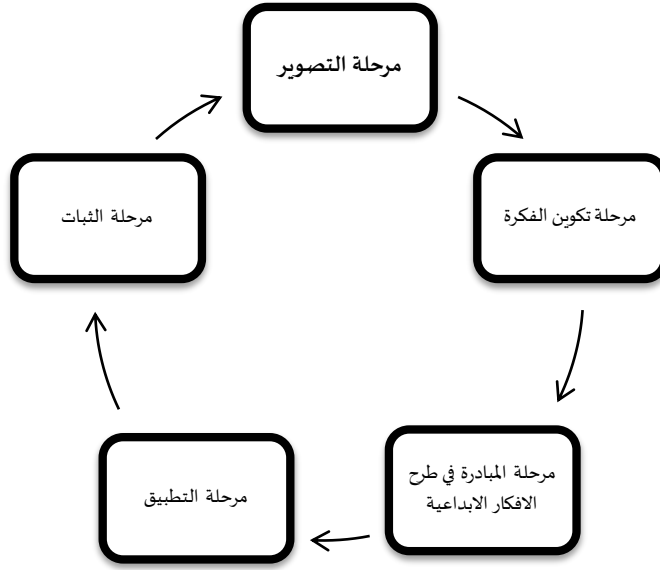 مرحلة التصوير
مرحلة تكوين الفكرة
مرحلة المبادرة في طرح
الافكار الابداعية
مرحلة التطبيق
مرحلة الثبات